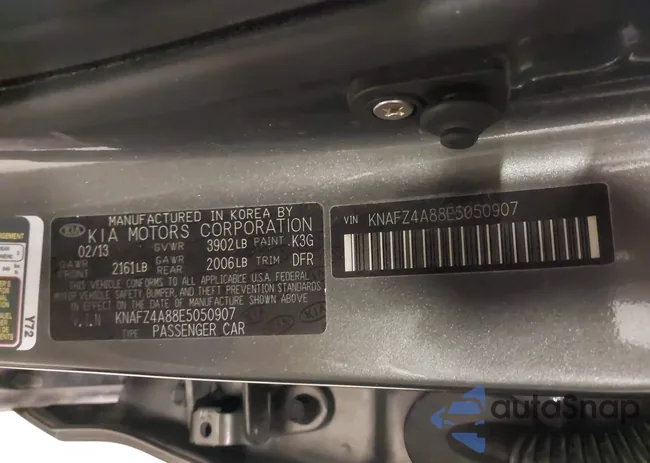 MANUFACTURED IN KOREA BY
KIA KIA MOTORS CORPORATION
02/13 GVWR 3902LB PAINT K3G
GAWR FRONT 2161LB GAWR REAR 2006LB TRIM DFR
THIS VEHICLE CONFORMS TO ALL APPLICABLE U.S.A. FEDERAL
MOTOR VEHICLE SAFETY, BUMPER, AND THEFT PREVENTION STANDARDS
IN EFFECT ON THE DATE OF MANUFACTURE SHOWN ABOVE
V.I.N KNAFZ4A88E5050907
TYPE PASSENGER CAR
VIN KNAFZ4A88E5050907
Y72
autoSnap